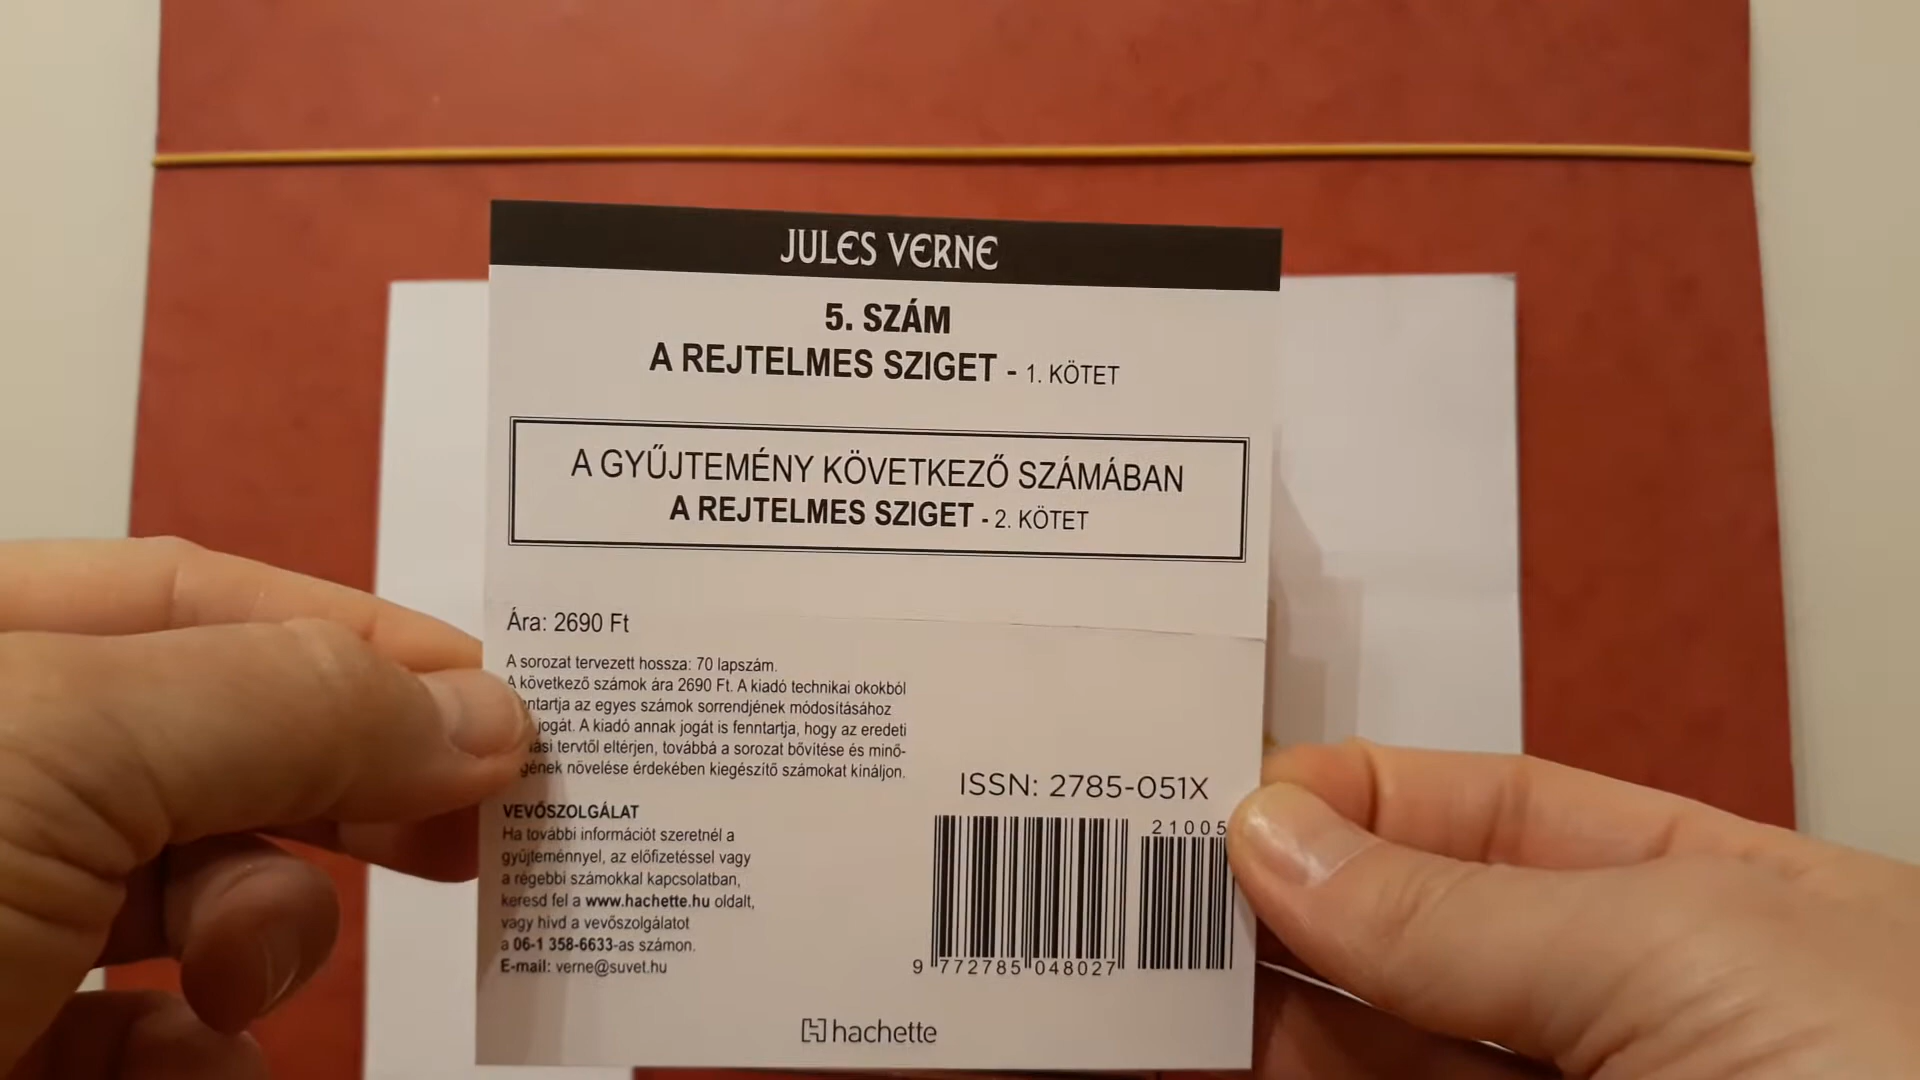 JULES VERNE
5. SZÁM
A REJTELMES SZIGET - 1. KÖTET
A GYŰJTEMÉNY KÖVETKEZŐ SZÁMÁBAN
A REJTELMES SZIGET - 2. KÖTET
Ára: 2690 Ft
A sorozat tervezett hossza: 70 lapszám.
A következő számok ára 2690 Ft. A kiadó technikai okokból
az egyes számok sorrendjének módosításához
jogát. A kiadó annak jogát is fenntartja, hogy az eredeti
tervtől eltérjen, továbbá a sorozat bővítése és minő-
növelése érdekében kiegészítő számokat kínáljon.
VEVŐSZOLGÁLAT
Ha további információt szeretnél a
gyűjteménnyel, az előfizetéssel vagy
a régebbi számokkal kapcsolatban,
keresd fel a www.hachette.hu oldalt,
vagy hívd a vevőszolgálatot
a 06-1 358-6633-as számon.
E-mail: verne@suvet.hu
ISSN: 2785-051X
21005
9 772785 048027
hachette